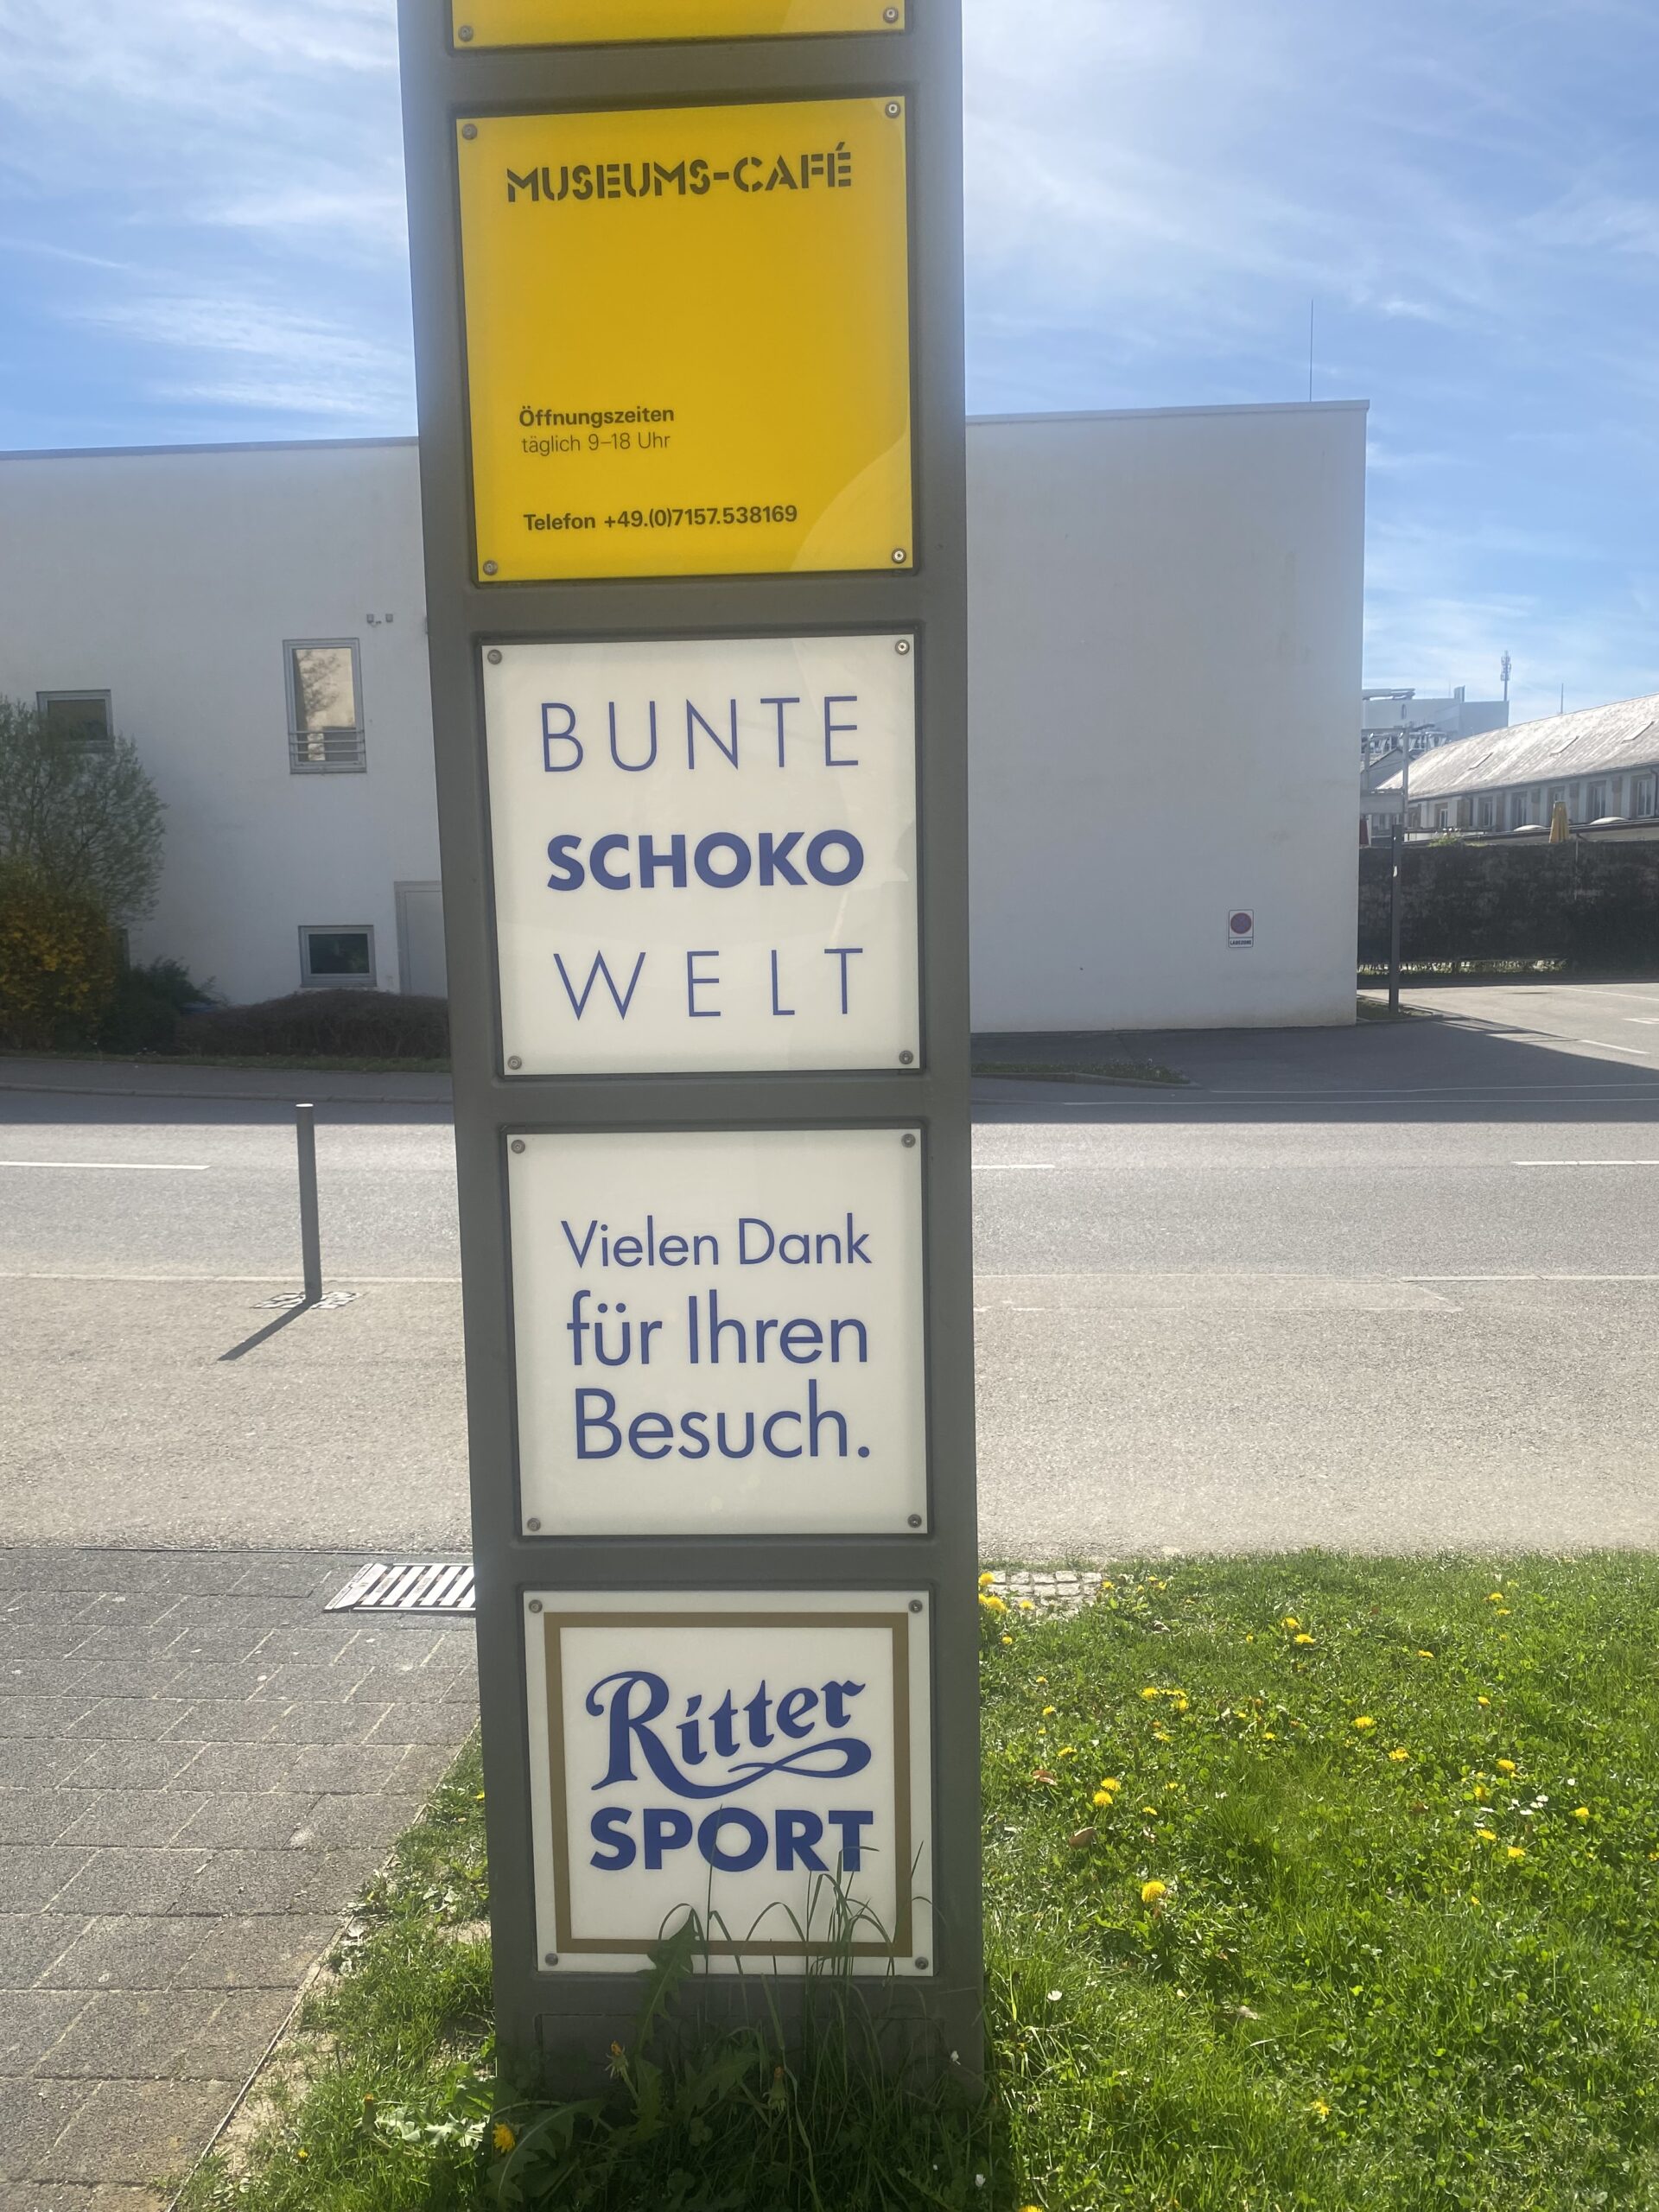 MUSEUMS-CAFÉ
Öffnungszeiten
täglich 9–18 Uhr
Telefon +49.(0)7157.538169
BUNTE
SCHOKO
WELT
Vielen Dank
für Ihren
Besuch.
Ritter
SPORT